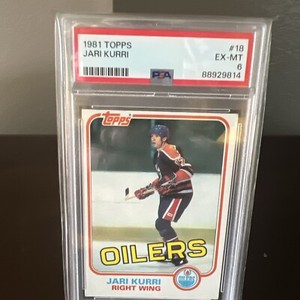 1981 TOPPS #18
JARI KURRI EX-MT
6
PSA 88929814
TOPPS
OILERS
JARI KURRI
RIGHT WING